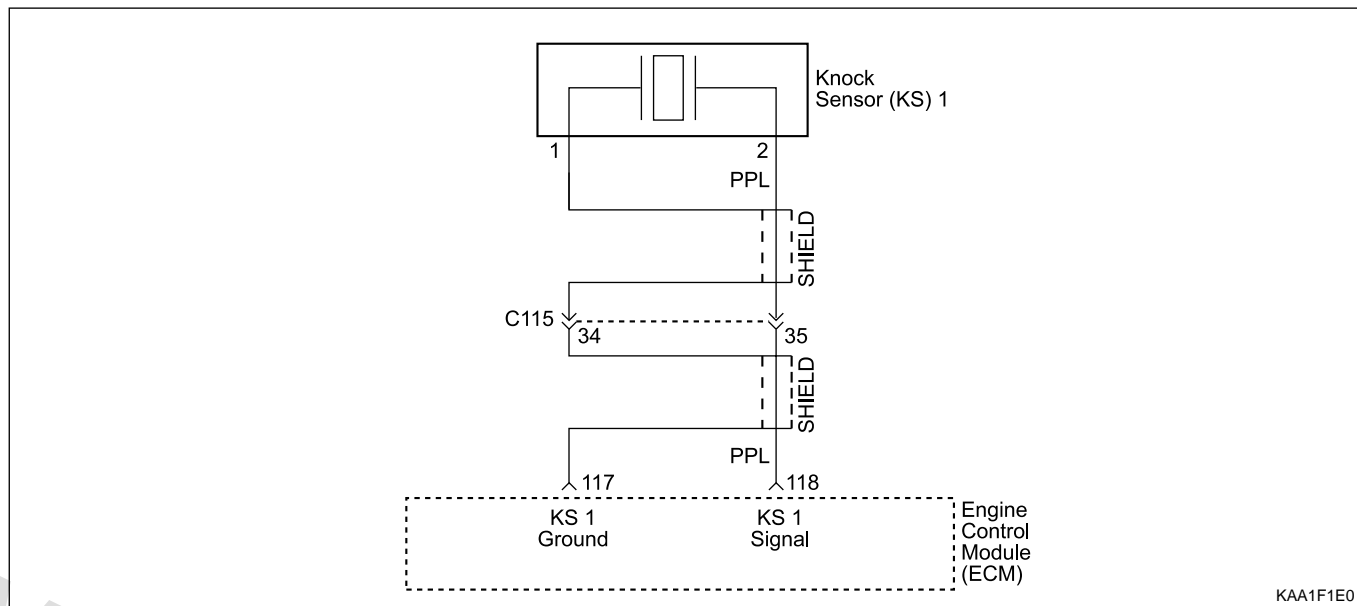 Knock
Sensor (KS) 1
1
2
PPL
SHIELD
C115
34
35
SHIELD
PPL
117
118
KS 1
Ground
KS 1
Signal
Engine
Control
Module
(ECM)
KAA1F1E0